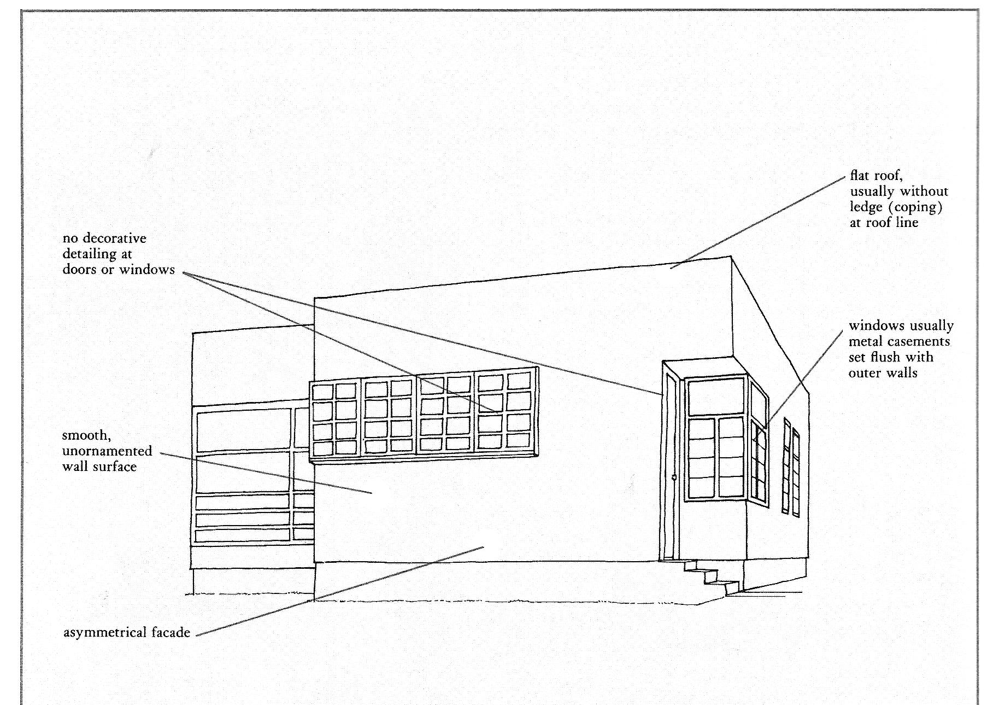 flat roof,
usually without
ledge (coping)
at roof line
no decorative
detailing at
doors or windows
windows usually
metal casements
set flush with
outer walls
smooth,
unornamented
wall surface
asymmetrical facade